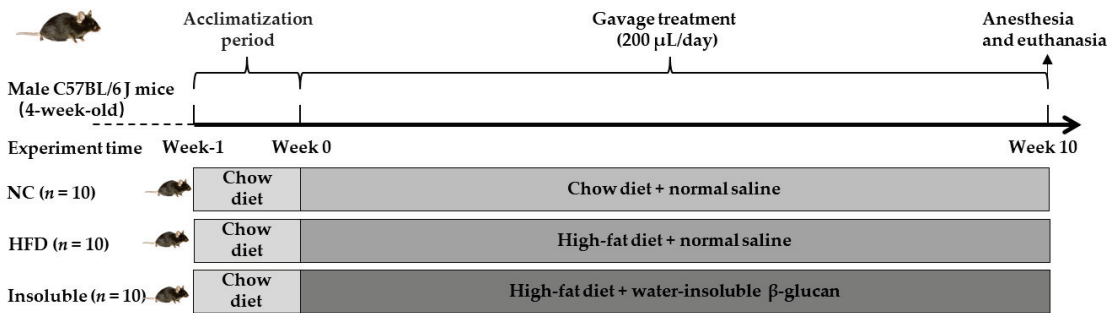 Acclimatization
period
Gavage treatment
(200 µL/day)
Anesthesia
and euthanasia
Male C57BL/6 J mice
(4-week-old)
Experiment time Week-1 Week 0 Week 10
NC (n = 10)
Chow
diet
Chow diet + normal saline
HFD (n = 10)
Chow
diet
High-fat diet + normal saline
Insoluble (n = 10)
Chow
diet
High-fat diet + water-insoluble β-glucan